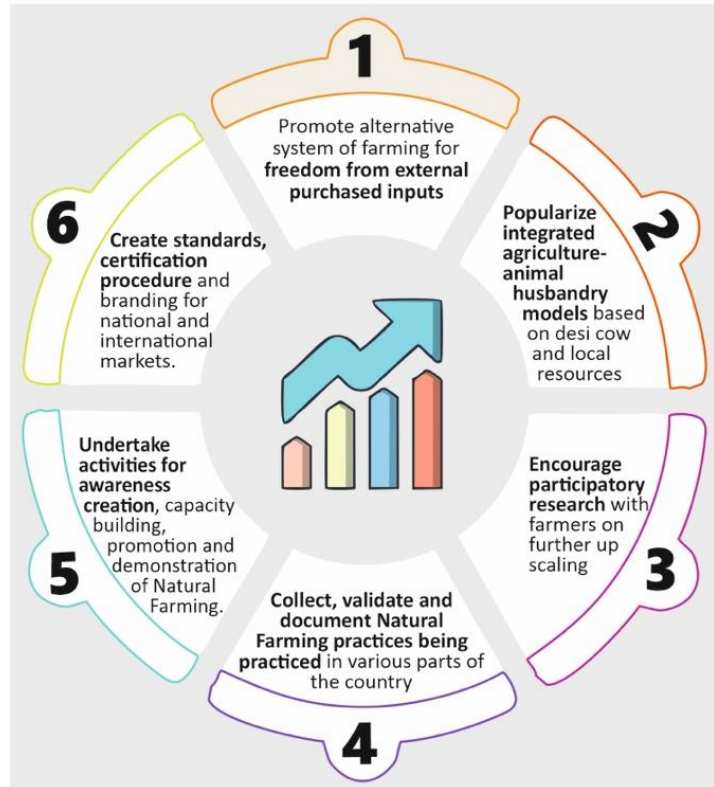 1
Promote alternative
system of farming for
freedom from external
purchased inputs
2
Popularize
integrated
agriculture-
animal
husbandry
models based
on desi cow
and local
resources
3
Encourage
participatory
research with
farmers on
further up
scaling
4
Collect, validate and
document Natural
Farming practices being
practiced in various parts of
the country
5
Undertake
activities for
awareness
creation, capacity
building,
promotion and
demonstration
of Natural
Farming.
6
Create standards,
certification
procedure and
branding for
national and
international
markets.